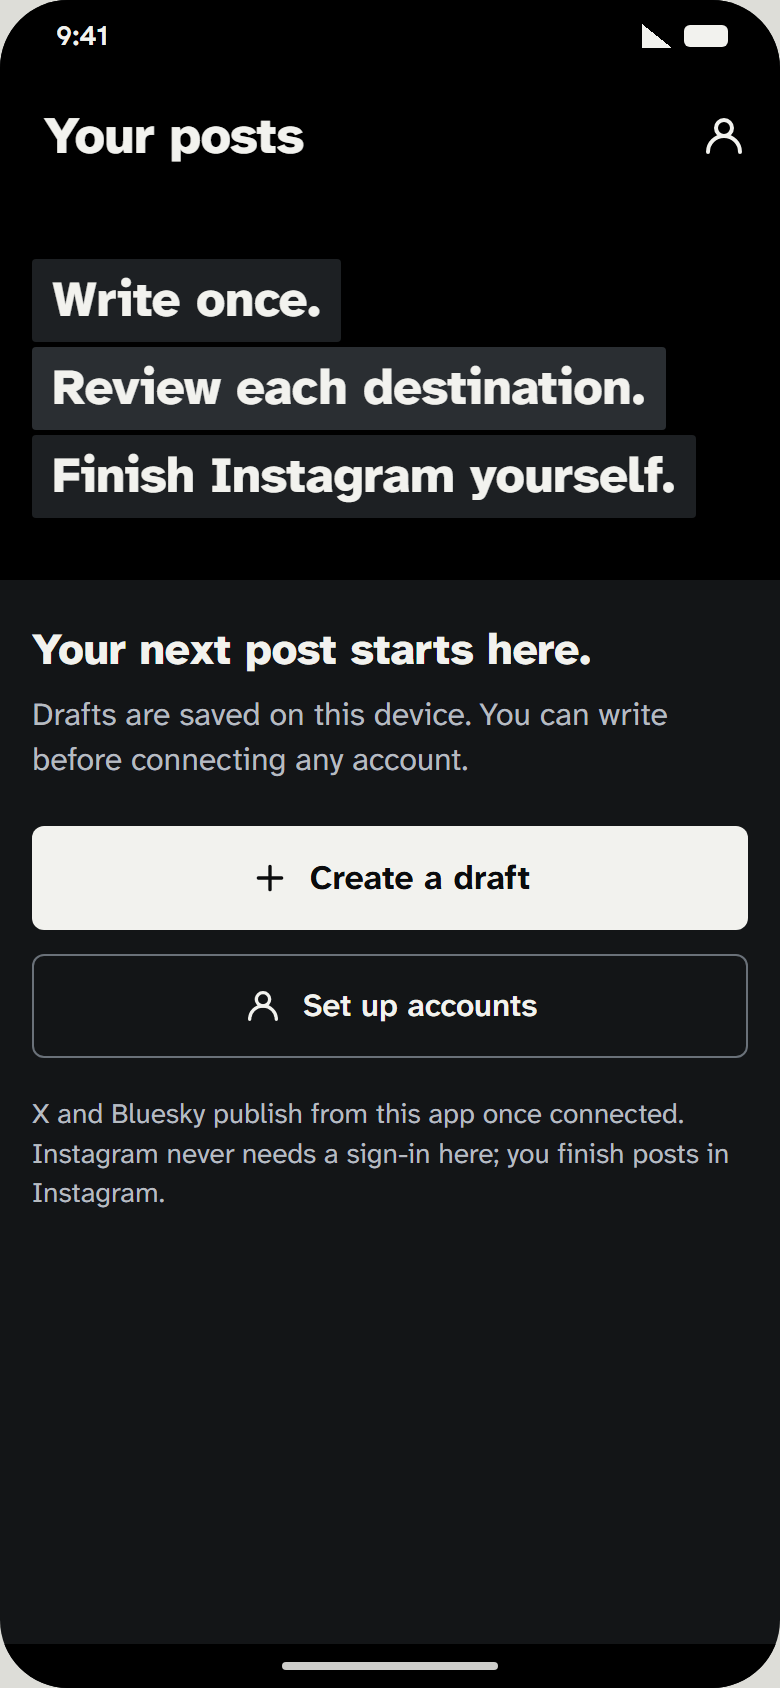 9:41
Your posts
Write once.
Review each destination.
Finish Instagram yourself.
Your next post starts here.
Drafts are saved on this device. You can write
before connecting any account.
Create a draft
Set up accounts
X and Bluesky publish from this app once connected.
Instagram never needs a sign-in here; you finish posts in
Instagram.